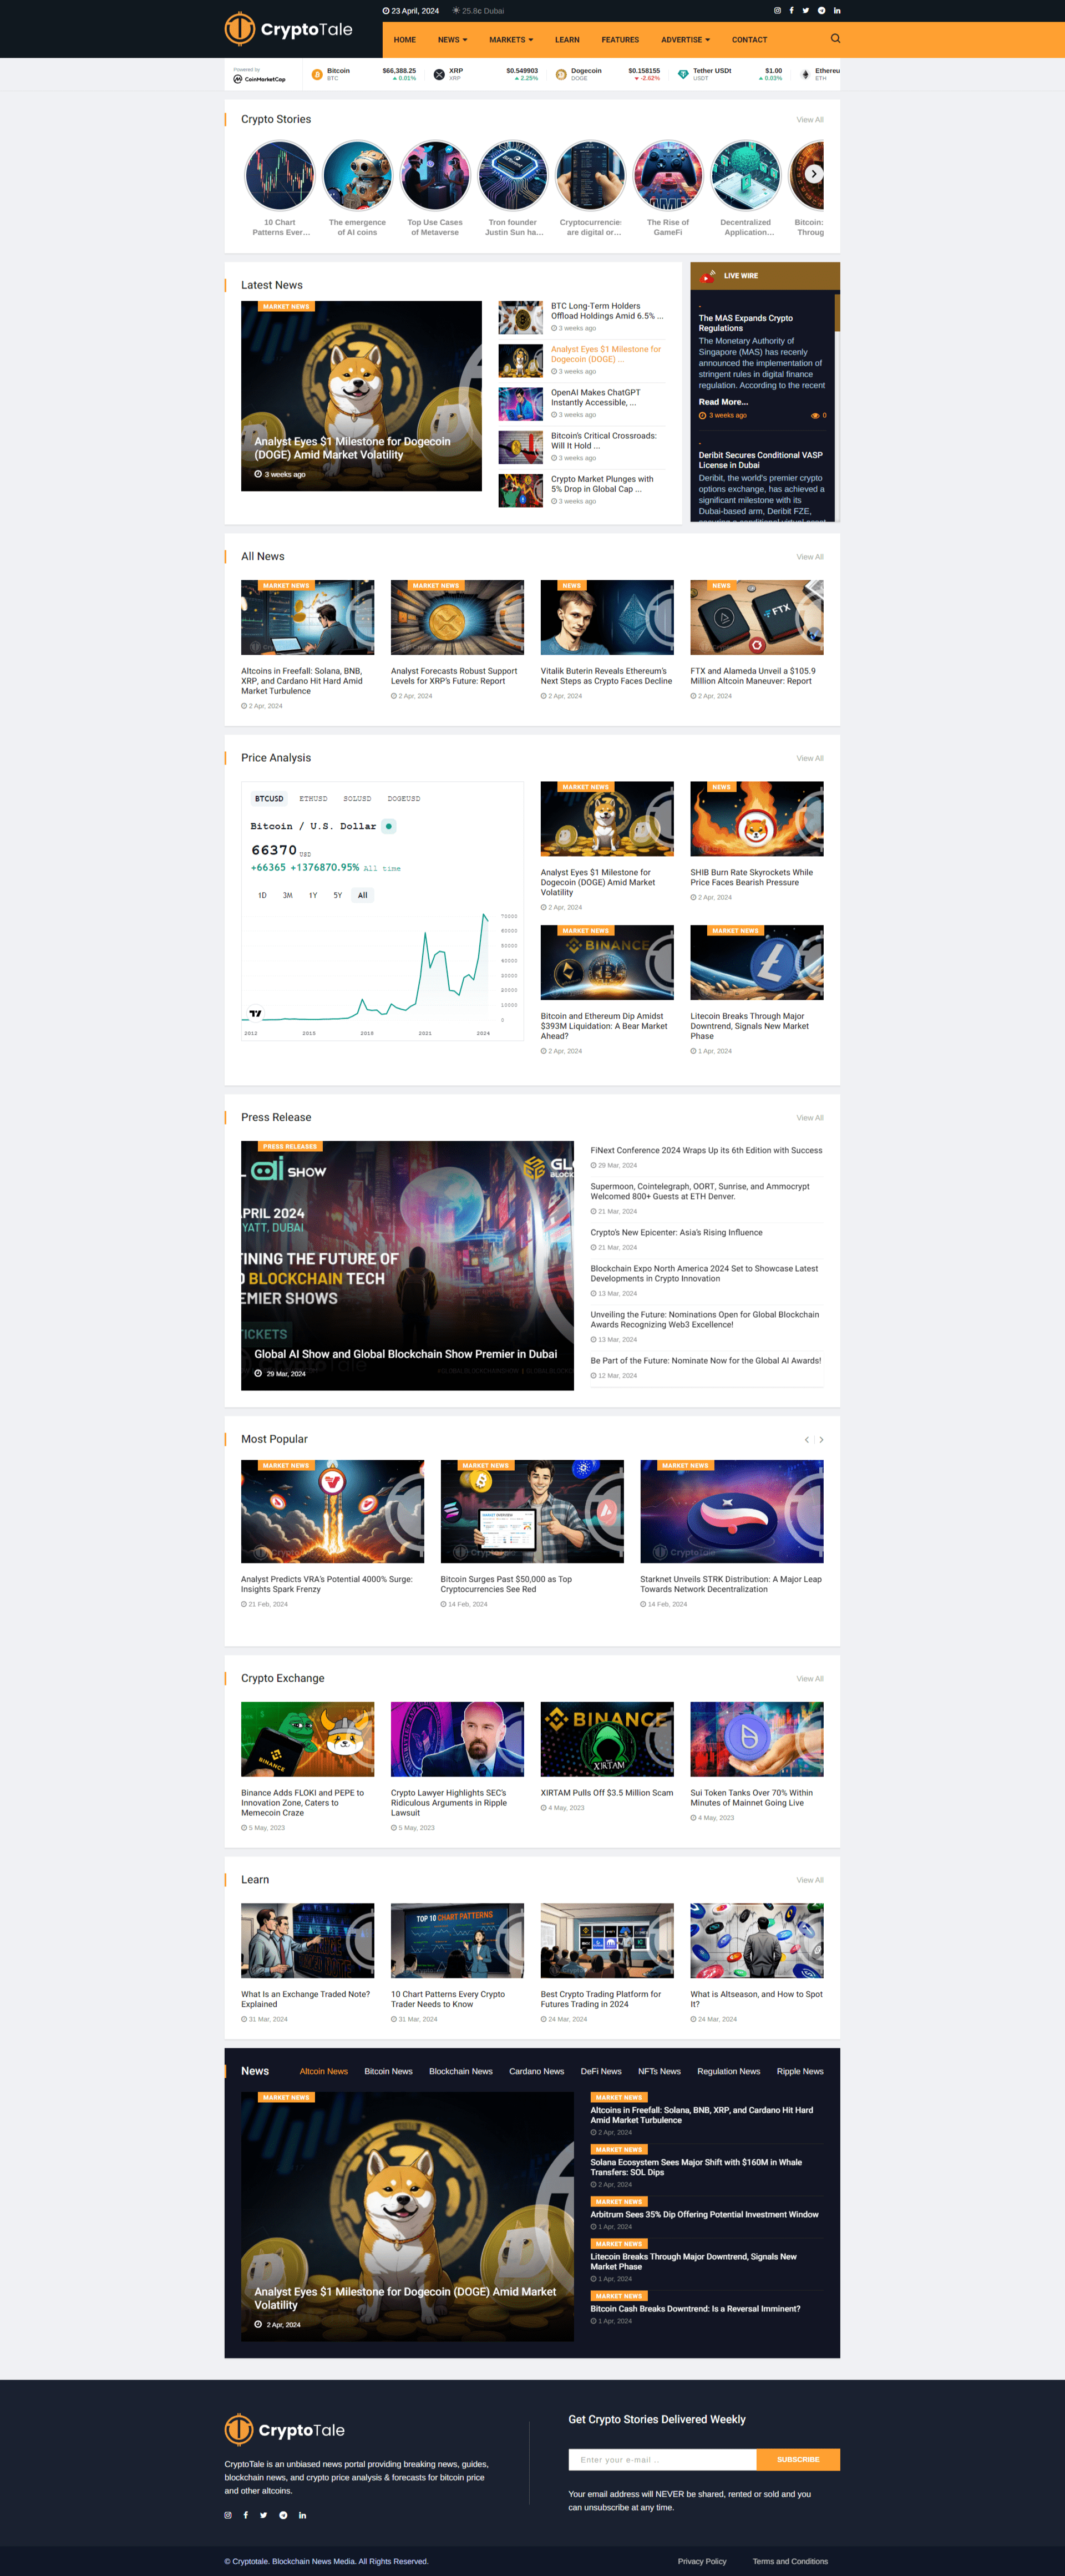 CryptoTale
23 April, 2024
25.8c Dubai
HOME
NEWS
MARKETS
LEARN
FEATURES
ADVERTISE
CONTACT
Powered by
CoinMarketCap
Bitcoin
BTC
$66,388.25
0.01%
XRP
XRP
$0.549903
2.25%
Dogecoin
DOGE
$0.158155
-2.62%
Tether USDt
USDT
$1.00
0.03%
Ethereu
ETH
Crypto Stories
View All
10 Chart
Patterns Ever...
The emergence
of AI coins
Top Use Cases
of Metaverse
Tron founder
Justin Sun ha...
Cryptocurrencie:
are digital or...
The Rise of
GameFi
Decentralized
Application...
Bitcoin:
Throug
Latest News
MARKET NEWS
Analyst Eyes $1 Milestone for Dogecoin
(DOGE) Amid Market Volatility
3 weeks ago
BTC Long-Term Holders
Offload Holdings Amid 6.5% ...
3 weeks ago
Analyst Eyes $1 Milestone for
Dogecoin (DOGE) ...
3 weeks ago
OpenAI Makes ChatGPT
Instantly Accessible, ...
3 weeks ago
Bitcoin's Critical Crossroads:
Will It Hold ...
3 weeks ago
Crypto Market Plunges with
5% Drop in Global Cap ...
3 weeks ago
LIVE WIRE
The MAS Expands Crypto
Regulations
The Monetary Authority of
Singapore (MAS) has recenly
announced the implementation of
stringent rules in digital finance
regulation. According to the recent
Read More...
3 weeks ago
0
Deribit Secures Conditional VASP
License in Dubai
Deribit, the world's premier crypto
options exchange, has achieved a
significant milestone with its
Dubai-based arm, Deribit FZE,
All News
View All
MARKET NEWS
Altcoins in Freefall: Solana, BNB,
XRP, and Cardano Hit Hard Amid
Market Turbulence
2 Apr, 2024
MARKET NEWS
Analyst Forecasts Robust Support
Levels for XRP's Future: Report
2 Apr, 2024
NEWS
Vitalik Buterin Reveals Ethereum's
Next Steps as Crypto Faces Decline
2 Apr, 2024
NEWS
FTX
FTX and Alameda Unveil a $105.9
Million Altcoin Maneuver: Report
2 Apr, 2024
Price Analysis
View All
BTCUSD
ETHUSD
SOLUSD
DOGEUSD
Bitcoin / U.S. Dollar
66370 USD
+66365 +1376870.95% All time
1D
3M
1Y
5Y
All
70000
60000
50000
40000
30000
20000
10000
0
2012
2015
2018
2021
2024
MARKET NEWS
Analyst Eyes $1 Milestone for
Dogecoin (DOGE) Amid Market
Volatility
2 Apr, 2024
NEWS
SHIB Burn Rate Skyrockets While
Price Faces Bearish Pressure
2 Apr, 2024
MARKET NEWS
BINANCE
Bitcoin and Ethereum Dip Amidst
$393M Liquidation: A Bear Market
Ahead?
2 Apr, 2024
MARKET NEWS
Litecoin Breaks Through Major
Downtrend, Signals New Market
Phase
1 Apr, 2024
Press Release
View All
PRESS RELEASES
ai SHOW
GL
BLOCK
PRIL 2024
YATT, DUBAI
INING THE FUTURE OF
BLOCKCHAIN TECH
EMIER SHOWS
ICKETS
Global AI Show and Global Blockchain Show Premier in Dubai
CryptoTale
29 Mar, 2024
FiNext Conference 2024 Wraps Up its 6th Edition with Success
29 Mar, 2024
Supermoon, Cointelegraph, OORT, Sunrise, and Ammocrypt
Welcomed 800+ Guests at ETH Denver.
21 Mar, 2024
Crypto's New Epicenter: Asia's Rising Influence
21 Mar, 2024
Blockchain Expo North America 2024 Set to Showcase Latest
Developments in Crypto Innovation
13 Mar, 2024
Unveiling the Future: Nominations Open for Global Blockchain
Awards Recognizing Web3 Excellence!
13 Mar, 2024
Be Part of the Future: Nominate Now for the Global AI Awards!
12 Mar, 2024
Most Popular
MARKET NEWS
Analyst Predicts VRA's Potential 4000% Surge:
Insights Spark Frenzy
21 Feb, 2024
MARKET NEWS
Bitcoin Surges Past $50,000 as Top
Cryptocurrencies See Red
14 Feb, 2024
MARKET NEWS
CryptoTale
Starknet Unveils STRK Distribution: A Major Leap
Towards Network Decentralization
14 Feb, 2024
Crypto Exchange
View All
BINANCE
Binance Adds FLOKI and PEPE to
Innovation Zone, Caters to
Memecoin Craze
5 May, 2023
Crypto Lawyer Highlights SEC's
Ridiculous Arguments in Ripple
Lawsuit
5 May, 2023
BINANCE
XIRTAM
XIRTAM Pulls Off $3.5 Million Scam
4 May, 2023
Sui Token Tanks Over 70% Within
Minutes of Mainnet Going Live
4 May, 2023
Learn
View All
What Is an Exchange Traded Note?
Explained
31 Mar, 2024
TOP 10 CHART PATTERNS
10 Chart Patterns Every Crypto
Trader Needs to Know
31 Mar, 2024
Best Crypto Trading Platform for
Futures Trading in 2024
24 Mar, 2024
What is Altseason, and How to Spot
It?
24 Mar, 2024
News
Altcoin News
Bitcoin News
Blockchain News
Cardano News
DeFi News
NFTs News
Regulation News
Ripple News
MARKET NEWS
Analyst Eyes $1 Milestone for Dogecoin (DOGE) Amid Market
Volatility
2 Apr, 2024
MARKET NEWS
Altcoins in Freefall: Solana, BNB, XRP, and Cardano Hit Hard
Amid Market Turbulence
2 Apr, 2024
MARKET NEWS
Solana Ecosystem Sees Major Shift with $160M in Whale
Transfers: SOL Dips
2 Apr, 2024
MARKET NEWS
Arbitrum Sees 35% Dip Offering Potential Investment Window
1 Apr, 2024
MARKET NEWS
Litecoin Breaks Through Major Downtrend, Signals New
Market Phase
1 Apr, 2024
MARKET NEWS
Bitcoin Cash Breaks Downtrend: Is a Reversal Imminent?
1 Apr, 2024
CryptoTale
CryptoTale is an unbiased news portal providing breaking news, guides,
blockchain news, and crypto price analysis & forecasts for bitcoin price
and other altcoins.
Get Crypto Stories Delivered Weekly
Enter your e-mail ..
SUBSCRIBE
Your email address will NEVER be shared, rented or sold and you
can unsubscribe at any time.
© Cryptotale. Blockchain News Media. All Rights Reserved.
Privacy Policy
Terms and Conditions